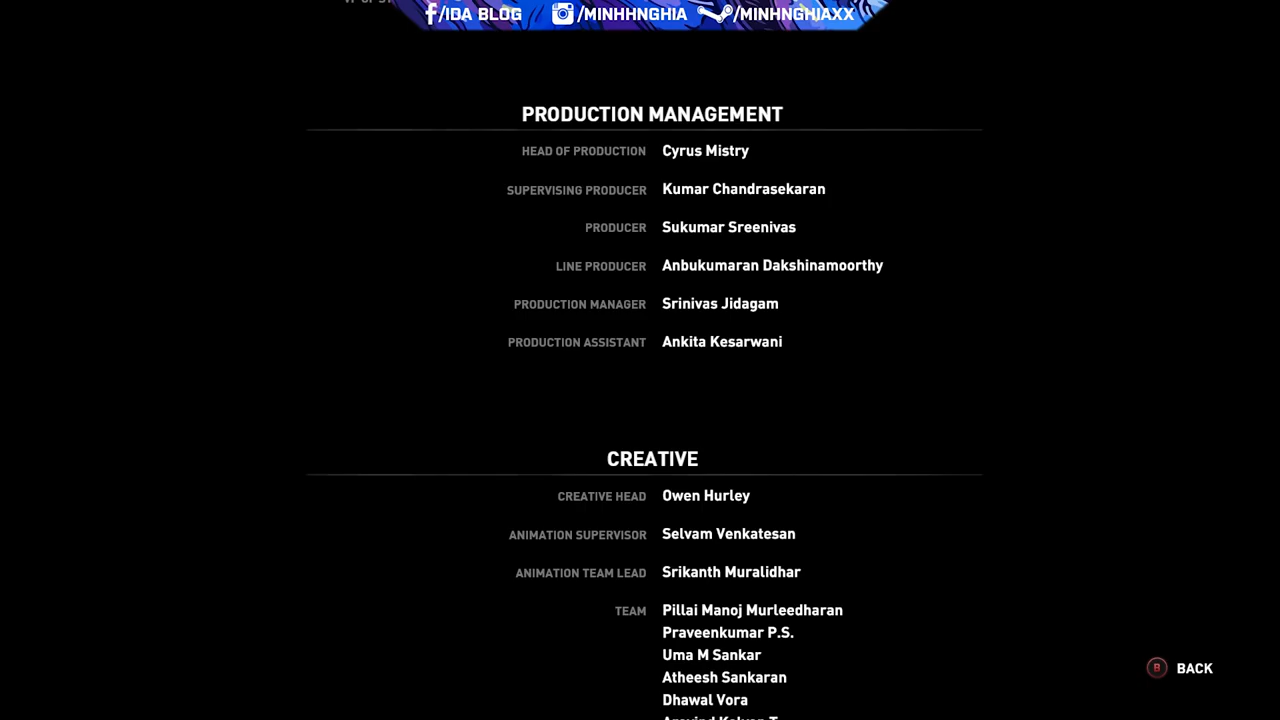 /IDA BLOG /MINHHNGHIA /MINHNGHIAXX
PRODUCTION MANAGEMENT
HEAD OF PRODUCTION Cyrus Mistry
SUPERVISING PRODUCER Kumar Chandrasekaran
PRODUCER Sukumar Sreenivas
LINE PRODUCER Anbukumaran Dakshinamoorthy
PRODUCTION MANAGER Srinivas Jidagam
PRODUCTION ASSISTANT Ankita Kesarwani
CREATIVE
CREATIVE HEAD Owen Hurley
ANIMATION SUPERVISOR Selvam Venkatesan
ANIMATION TEAM LEAD Srikanth Muralidhar
TEAM Pillai Manoj Murleedharan
Praveenkumar P.S.
Uma M Sankar
Atheesh Sankaran
B BACK
Dhawal Vora